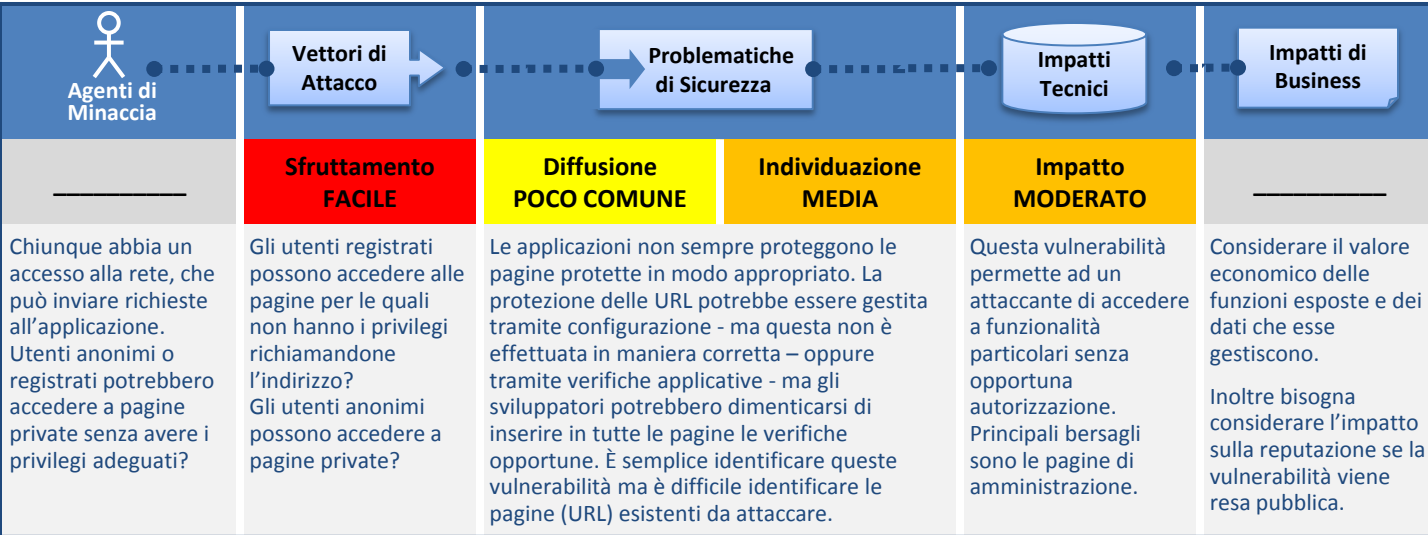 Agenti di
Minaccia
Vettori di
Attacco
Problematiche
di Sicurezza
Impatti
Tecnici
Impatti di
Business
__________
Sfruttamento
FACILE
Diffusione
POCO COMUNE
Individuazione
MEDIA
Impatto
MODERATO
__________
Chiunque abbia un
accesso alla rete, che
può inviare richieste
all’applicazione.
Utenti anonimi o
registrati potrebbero
accedere a pagine
private senza avere i
privilegi adeguati?
Gli utenti registrati
possono accedere alle
pagine per le quali
non hanno i privilegi
richiamandone
l’indirizzo?
Gli utenti anonimi
possono accedere a
pagine private?
Le applicazioni non sempre proteggono le
pagine protette in modo appropriato. La
protezione delle URL potrebbe essere gestita
tramite configurazione - ma questa non è
effettuata in maniera corretta – oppure
tramite verifiche applicative - ma gli
sviluppatori potrebbero dimenticarsi di
inserire in tutte le pagine le verifiche
opportune. È semplice identificare queste
vulnerabilità ma è difficile identificare le
pagine (URL) esistenti da attaccare.
Questa vulnerabilità
permette ad un
attaccante di accedere
a funzionalità
particolari senza
opportuna
autorizzazione.
Principali bersagli
sono le pagine di
amministrazione.
Considerare il valore
economico delle
funzioni esposte e dei
dati che esse
gestiscono.
Inoltre bisogna
considerare l’impatto
sulla reputazione se la
vulnerabilità viene
resa pubblica.